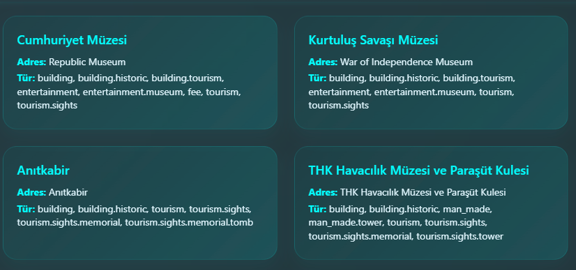 Cumhuriyet Müzesi
Adres: Republic Museum
Tür: building, building.historic, building.tourism,
entertainment, entertainment.museum, fee, tourism,
tourism.sights
Kurtuluş Savaşı Müzesi
Adres: War of Independence Museum
Tür: building, building.historic, building.tourism,
entertainment, entertainment.museum, tourism,
tourism.sights
Anıtkabir
Adres: Anıtkabir
Tür: building, building.historic, tourism, tourism.sights,
tourism.sights.memorial, tourism.sights.memorial.tomb
THK Havacılık Müzesi ve Paraşüt Kulesi
Adres: THK Havacılık Müzesi ve Paraşüt Kulesi
Tür: building, building.historic, man_made,
man_made.tower, tourism, tourism.sights,
tourism.sights.memorial, tourism.sights.tower